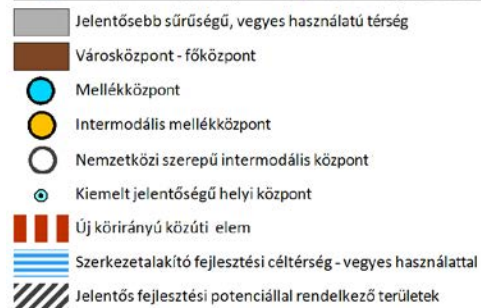 Jelentősebb sűrűségű, vegyes használatú térség
Városközpont - főközpont
Mellékközpont
Intermodális mellékközpont
Nemzetközi szerepű intermodális központ
Kiemelt jelentőségű helyi központ
Új körirányú közúti elem
Szerkezetalakító fejlesztési céltérség - vegyes használattal
Jelentős fejlesztési potenciállal rendelkező területek